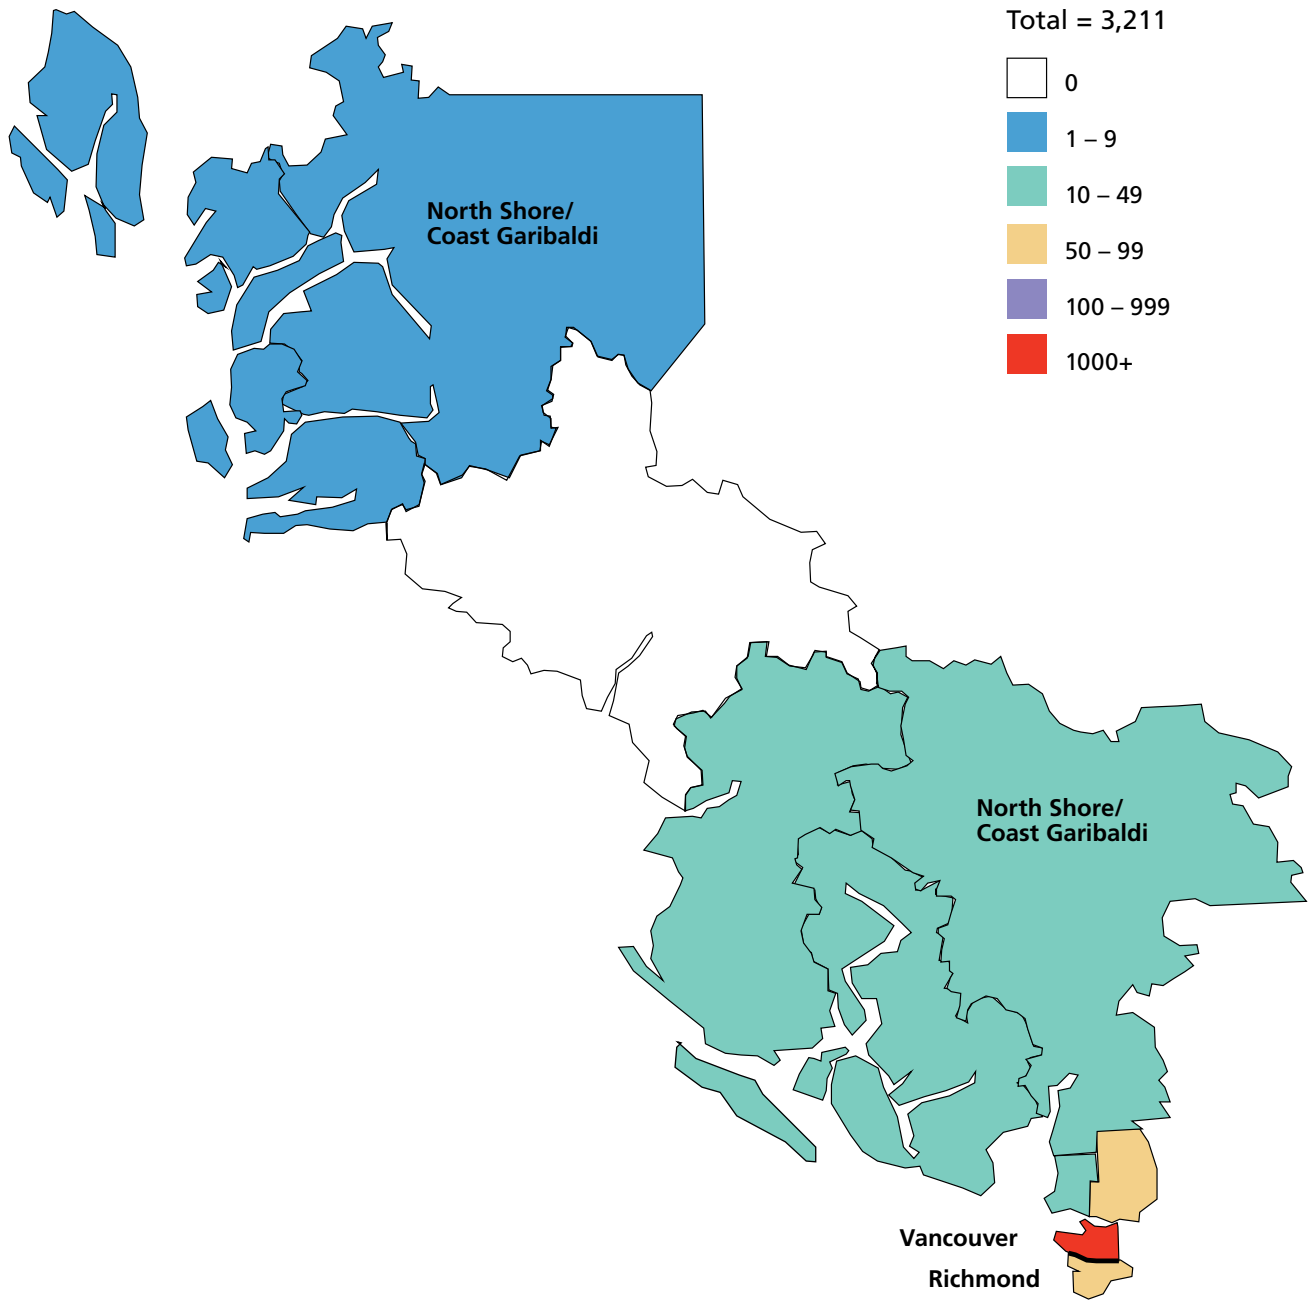 Total = 3,211
0
1 – 9
10 – 49
50 – 99
100 – 999
1000+
North Shore/
Coast Garibaldi
North Shore/
Coast Garibaldi
Vancouver
Richmond